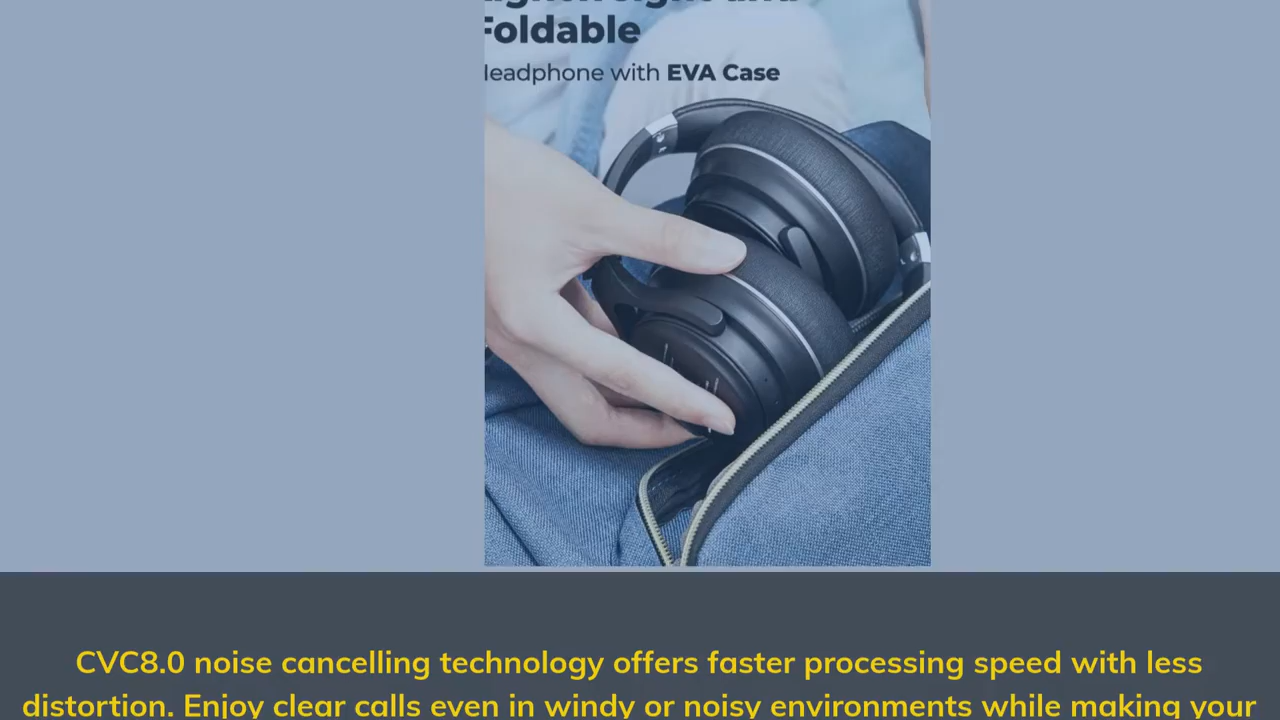 Foldable
Headphone with EVA Case
CVC8.0 noise cancelling technology offers faster processing speed with less
distortion. Enjoy clear calls even in windy or noisy environments while making your